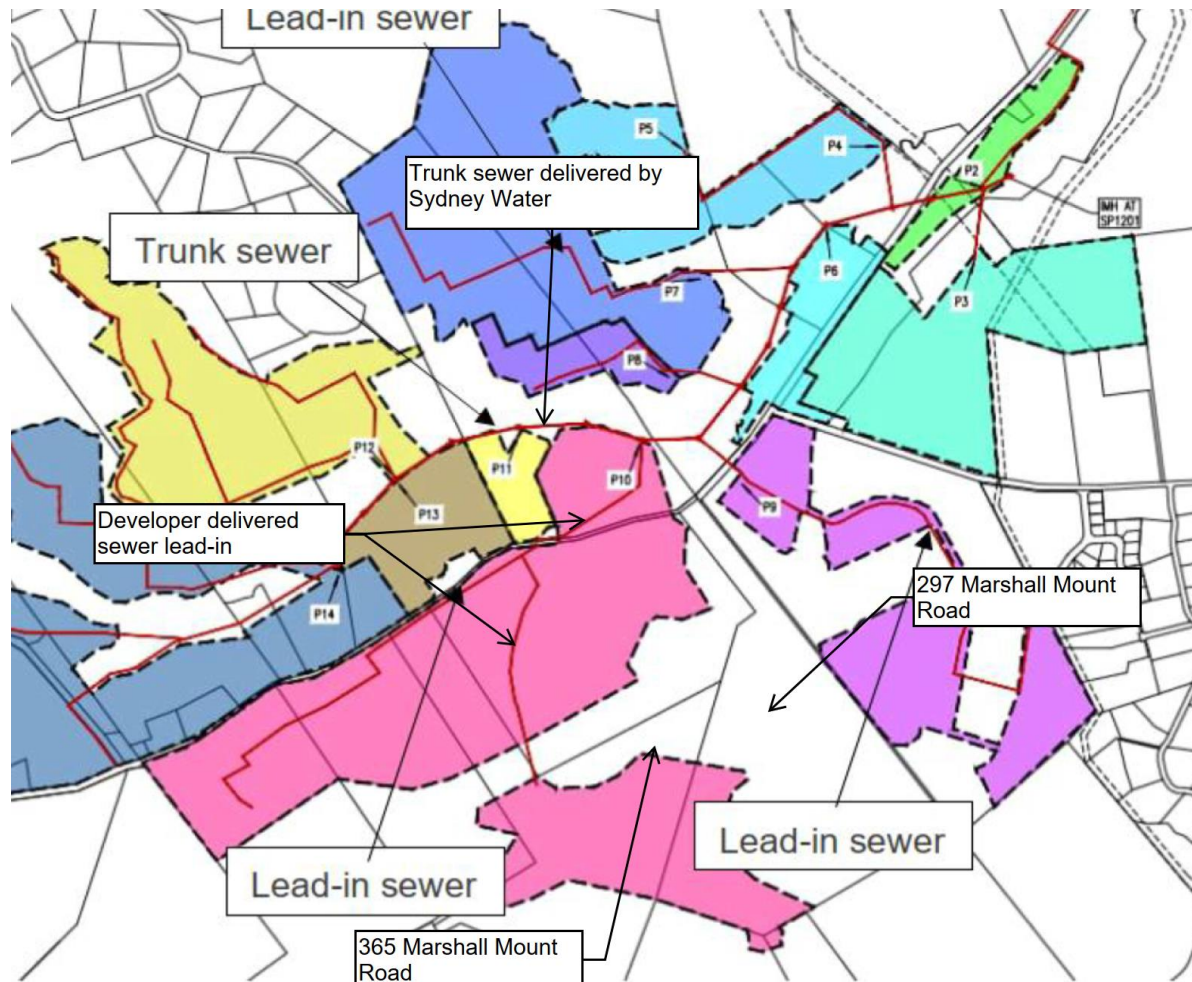 Lead-in sewer
P5
P4
Trunk sewer delivered by
Sydney Water
P2
MH AT
SP1201
Trunk sewer
P6
P7
P3
P8
P12
P11
P10
P9
P13
Developer delivered
sewer lead-in
297 Marshall Mount
Road
P14
Lead-in sewer
Lead-in sewer
365 Marshall Mount
Road